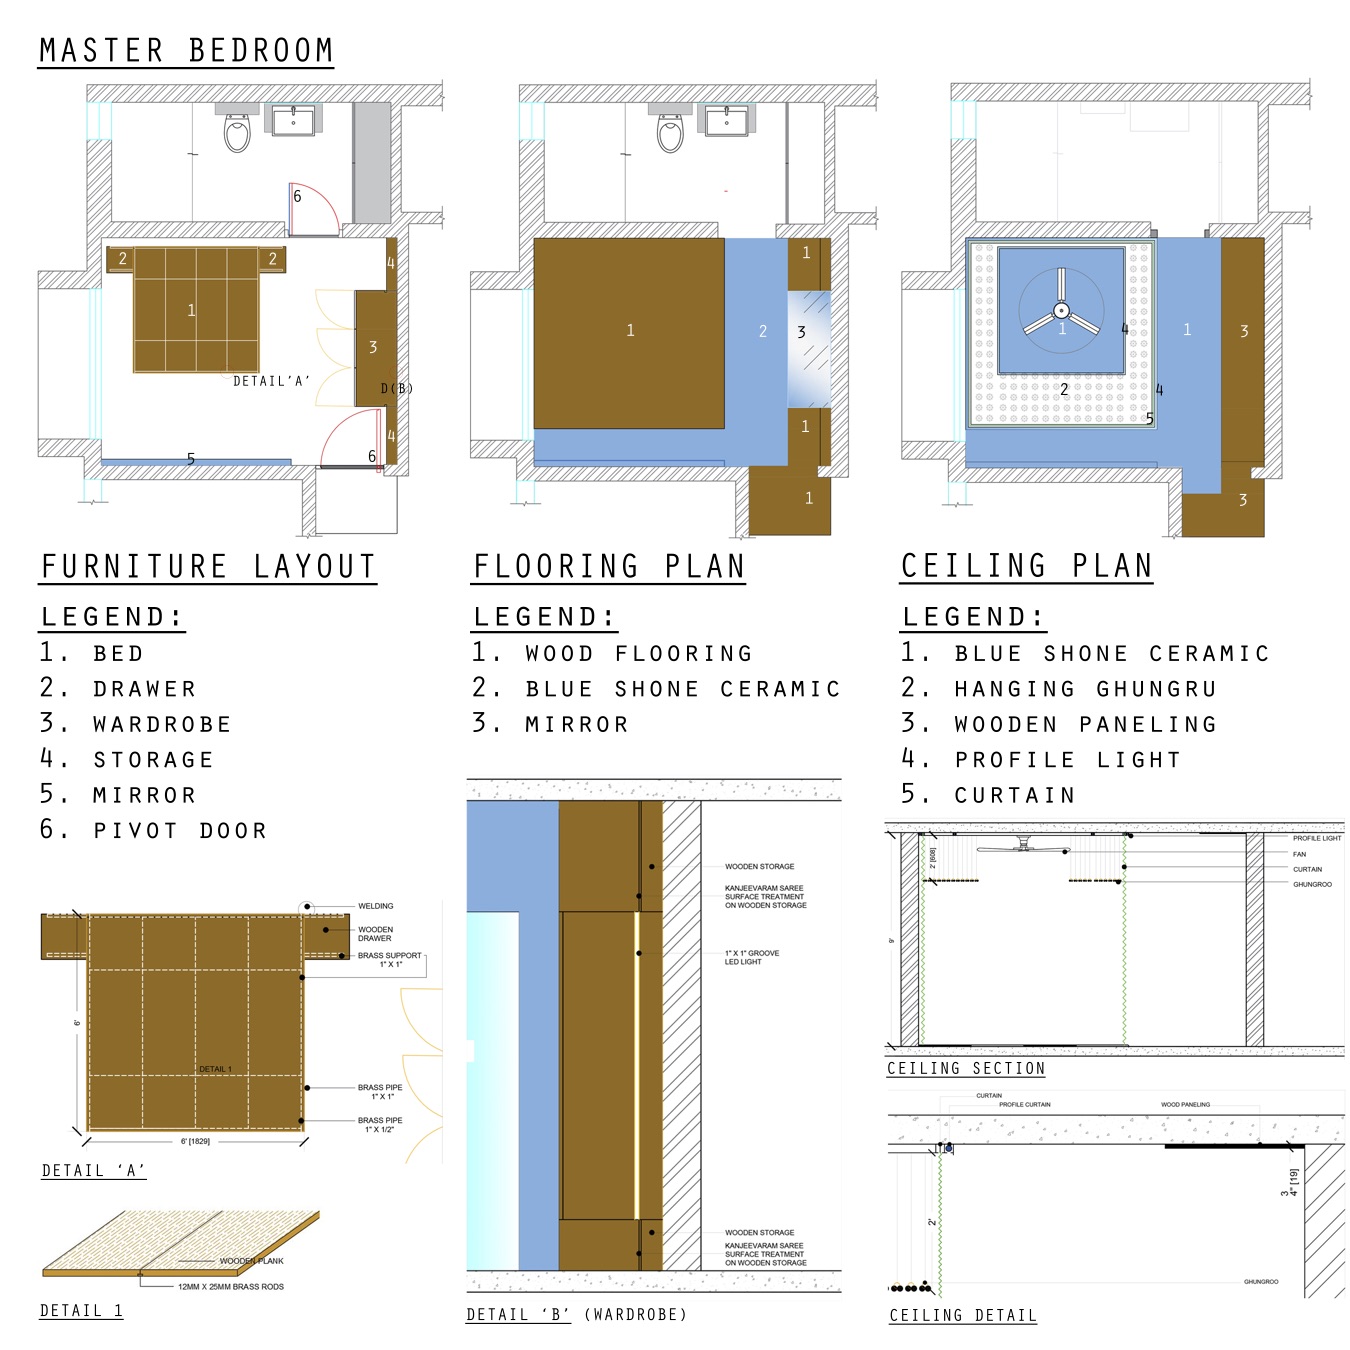 MASTER BEDROOM
6
2
2
4
1
3
DETAIL'A'
D(B)
4
5
6
1
1
2
3
1
1
1
1
4
3
2
4
5
3
FURNITURE LAYOUT
LEGEND:
1. BED
2. DRAWER
3. WARDROBE
4. STORAGE
5. MIRROR
6. PIVOT DOOR
FLOORING PLAN
LEGEND:
1. WOOD FLOORING
2. BLUE SHONE CERAMIC
3. MIRROR
CEILING PLAN
LEGEND:
1. BLUE SHONE CERAMIC
2. HANGING GHUNGRU
3. WOODEN PANELING
4. PROFILE LIGHT
5. CURTAIN
WELDING
WOODEN
DRAWER
BRASS SUPPORT
1" X 1"
6'
DETAIL 1
BRASS PIPE
1" X 1"
BRASS PIPE
1" X 1/2"
6' [1829]
DETAIL ‘A’
WOODEN PLANK
12MM X 25MM BRASS RODS
DETAIL 1
WOODEN STORAGE
KANJEEVARAM SAREE
SURFACE TREATMENT
ON WOODEN STORAGE
1" X 1" GROOVE
LED LIGHT
WOODEN STORAGE
KANJEEVARAM SAREE
SURFACE TREATMENT
ON WOODEN STORAGE
DETAIL ‘B’ (WARDROBE)
PROFILE LIGHT
2' [608]
FAN
CURTAIN
GHUNGROO
9'
CEILING SECTION
CURTAIN
PROFILE CURTAIN
WOOD PANELING
3
4" [19]
2'
GHUNGROO
CEILING DETAIL